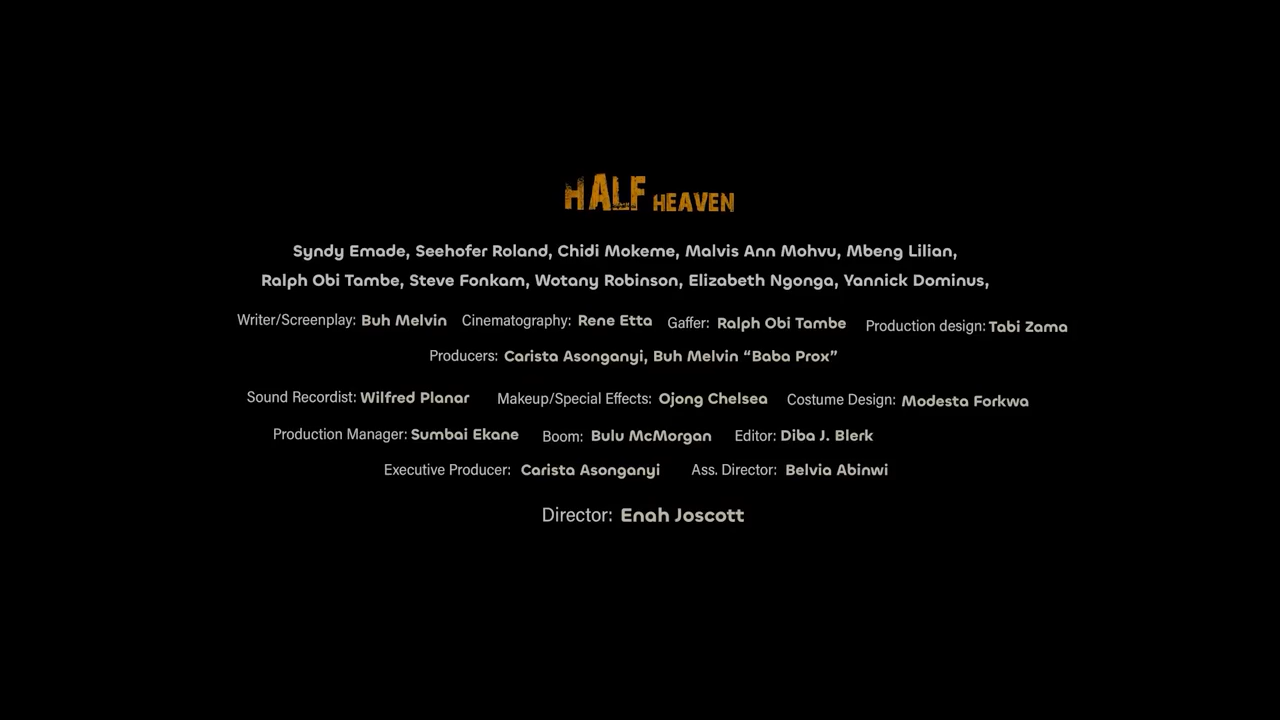 HALF HEAVEN
Syndy Emade, Seehofer Roland, Chidi Mokeme, Malvis Ann Mohvu, Mbeng Lilian,
Ralph Obi Tambe, Steve Fonkam, Wotany Robinson, Elizabeth Ngonga, Yannick Dominus,
Writer/Screenplay: Buh Melvin Cinematography: Rene Etta Gaffer: Ralph Obi Tambe Production design: Tabi Zama
Producers: Carista Asonganyi, Buh Melvin “Baba Prox”
Sound Recordist: Wilfred Planar Makeup/Special Effects: Ojong Chelsea Costume Design: Modesta Forkwa
Production Manager: Sumbai Ekane Boom: Bulu McMorgan Editor: Diba J. Blerk
Executive Producer: Carista Asonganyi Ass. Director: Belvia Abinwi
Director: Enah Joscott